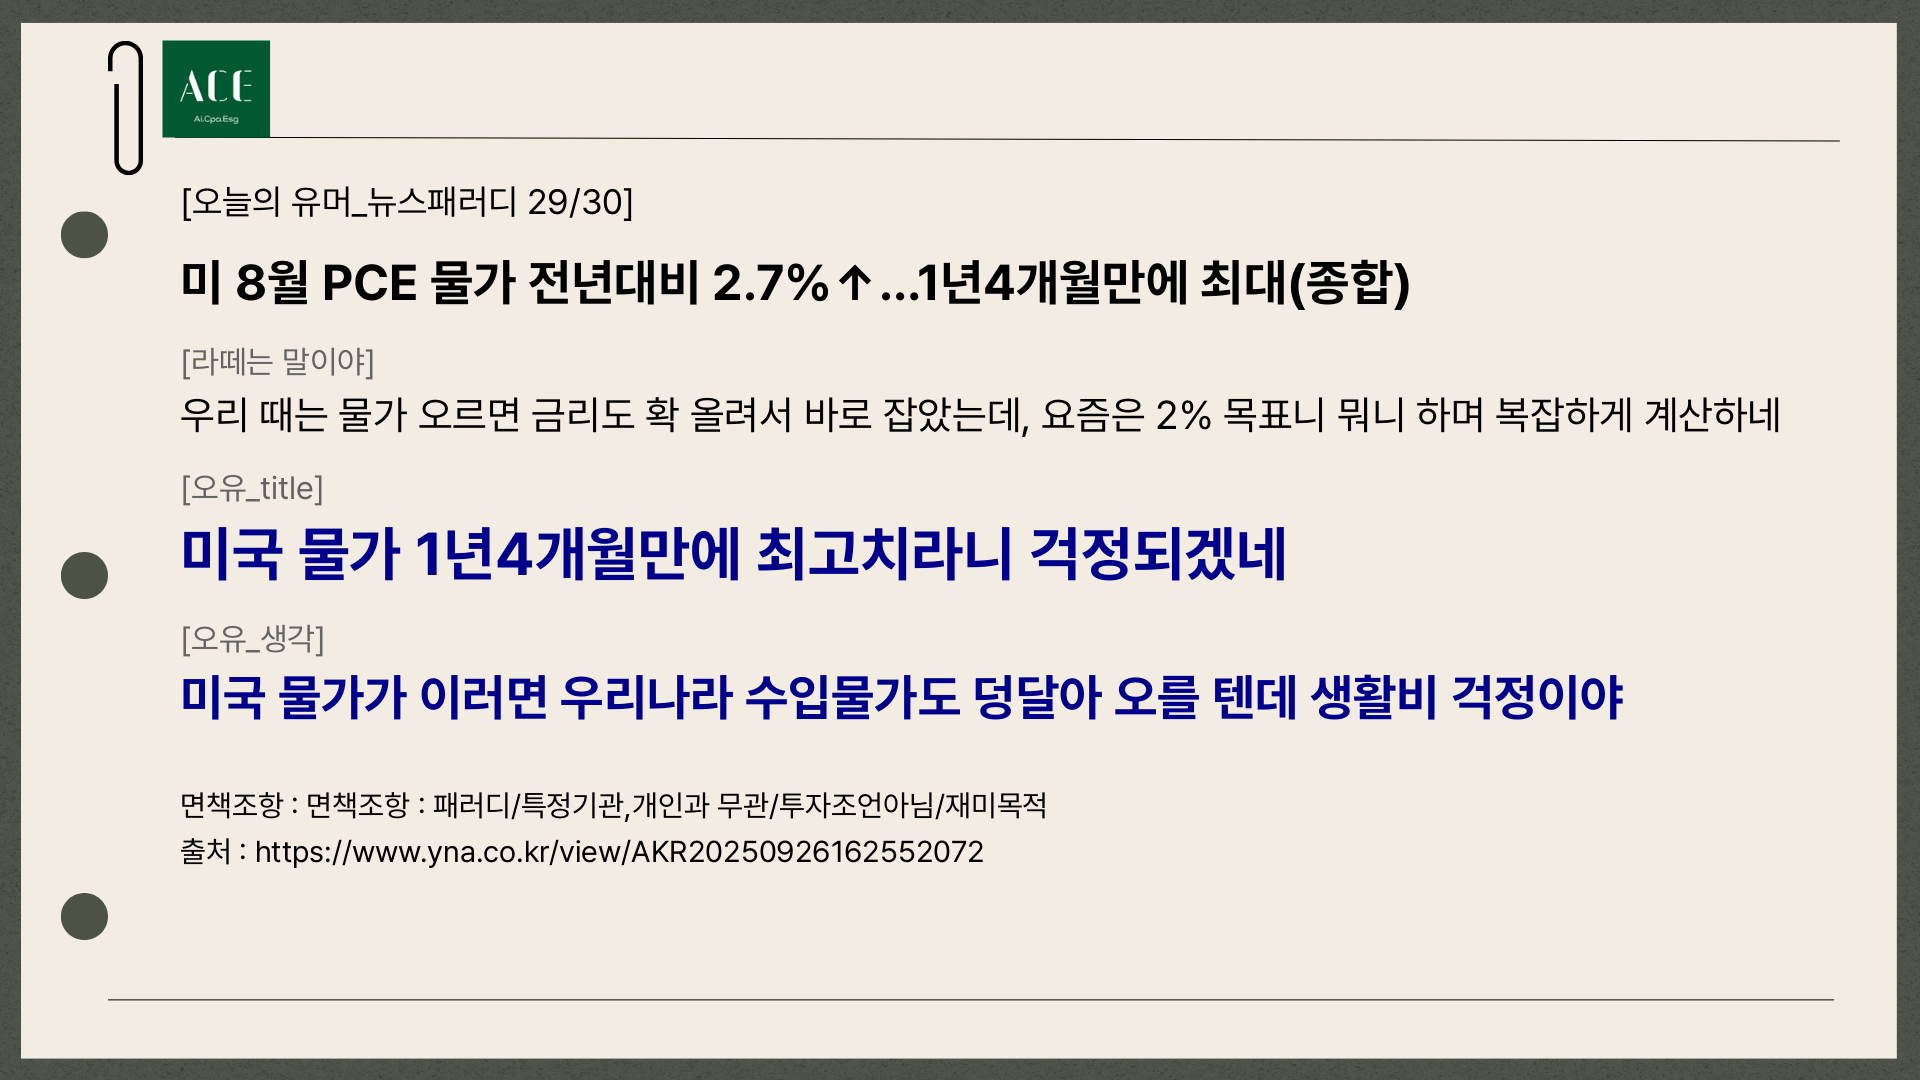 ACE
Ai.Cpa.Esg
[오늘의 유머_뉴스패러디 29/30]
미 8월 PCE 물가 전년대비 2.7%↑...1년4개월만에 최대(종합)
[라떼는 말이야]
우리 때는 물가 오르면 금리도 확 올려서 바로 잡았는데, 요즘은 2% 목표니 뭐니 하며 복잡하게 계산하네
[오유_title]
미국 물가 1년4개월만에 최고치라니 걱정되겠네
[오유_생각]
미국 물가가 이러면 우리나라 수입물가도 덩달아 오를 텐데 생활비 걱정이야
면책조항 : 면책조항 : 패러디/특정기관,개인과 무관/투자조언아님/재미목적
출처 : https://www.yna.co.kr/view/AKR20250926162552072